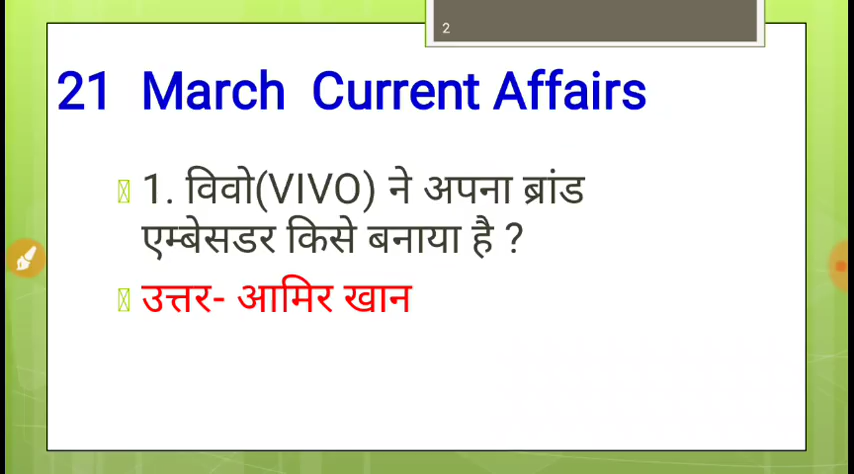 2
21 March Current Affairs
1. विवो(VIVO) ने अपना ब्रांड
एम्बेसडर किसे बनाया है ?
उत्तर- आमिर खान